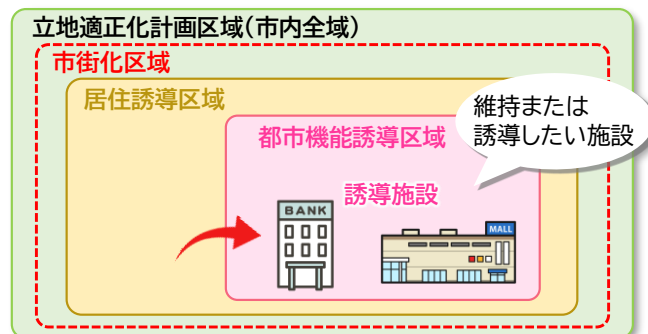 立地適正化計画区域(市内全域)
市街化区域
居住誘導区域
維持または
誘導したい施設
都市機能誘導区域
誘導施設
BANK
MALL